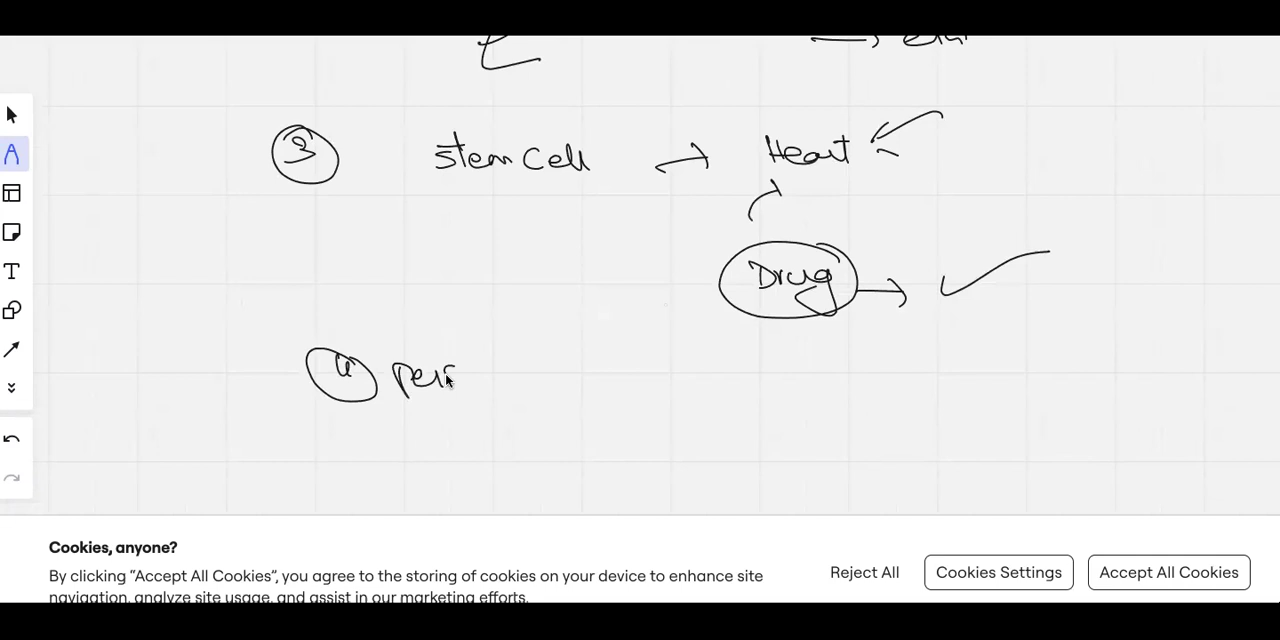 3 stem cell → Heart
Drug →
4 pers
Cookies, anyone?
By clicking “Accept All Cookies”, you agree to the storing of cookies on your device to enhance site
navigation, analyze site usage, and assist in our marketing efforts.
Reject All
Cookies Settings
Accept All Cookies